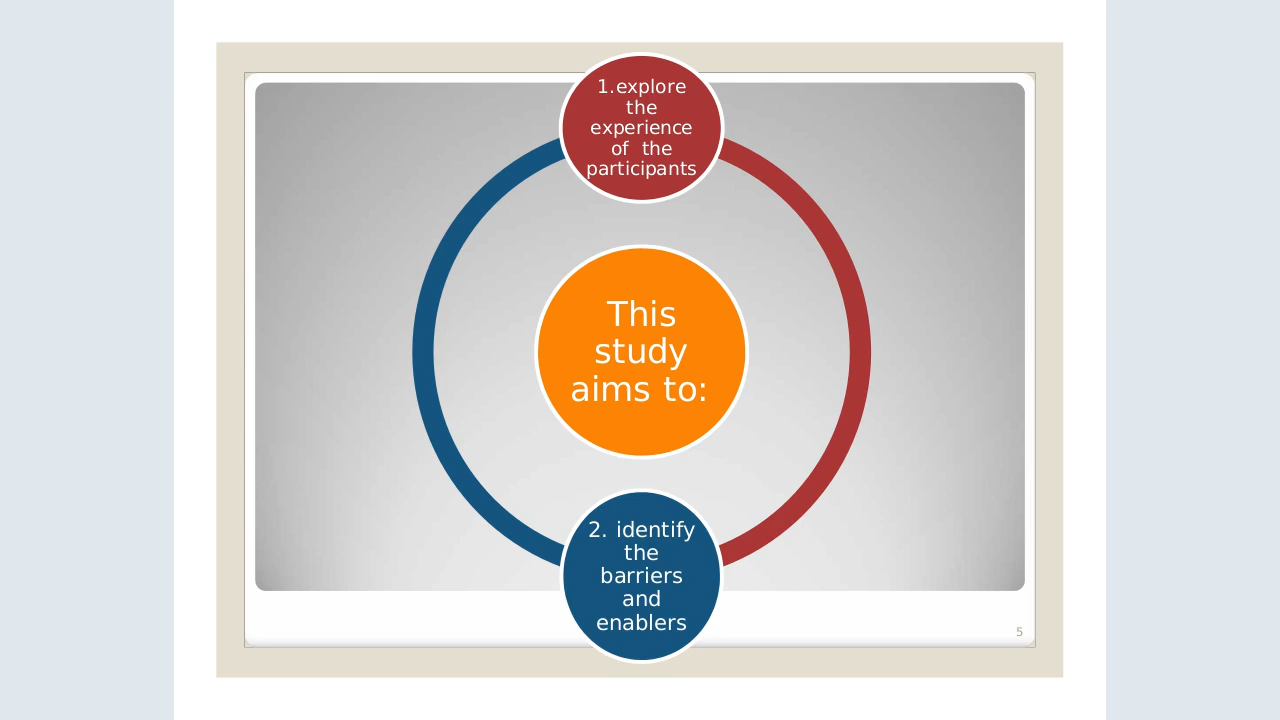 1.explore
the
experience
of the
participants
This
study
aims to:
2. identify
the
barriers
and
enablers
5